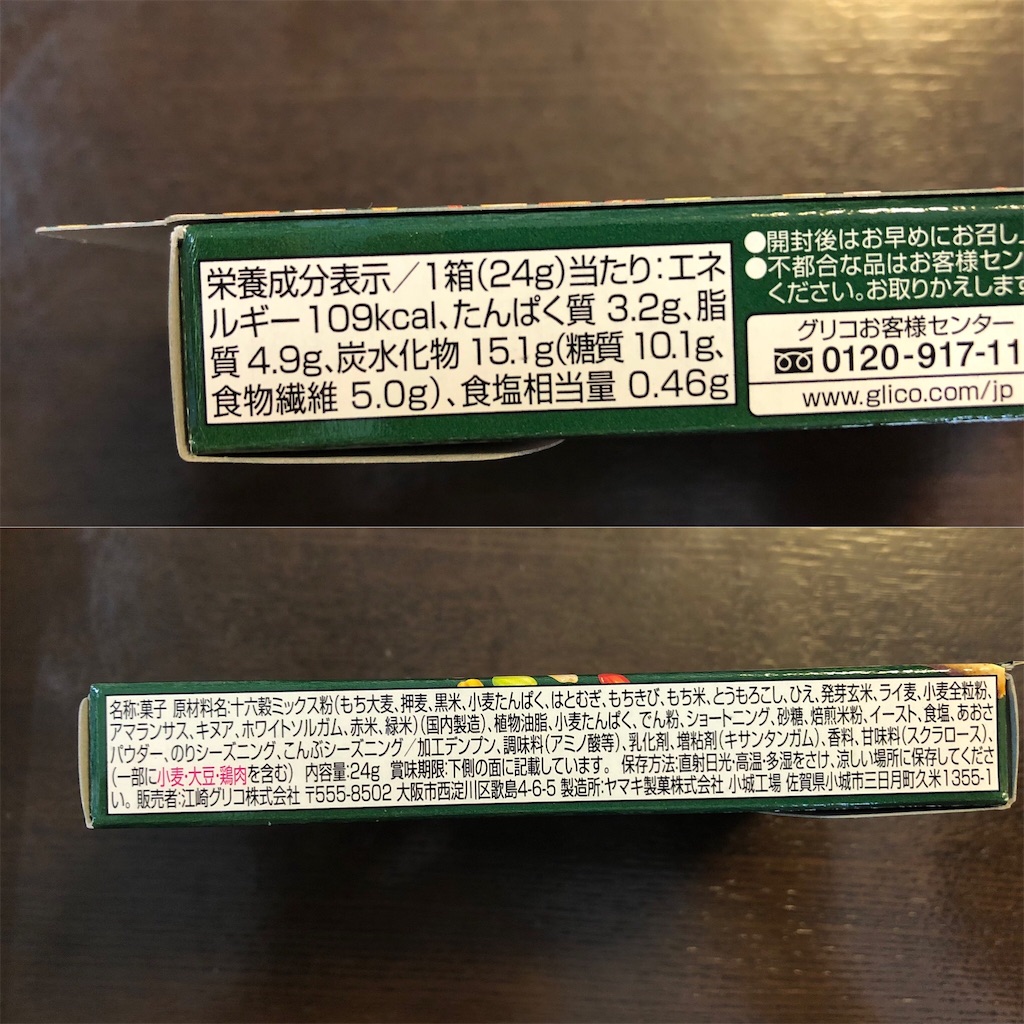 栄養成分表示／1箱(24g)当たり：エネ
ルギー109kcal、たんぱく質 3.2g、脂
質 4.9g、炭水化物 15.1g(糖質 10.1g、
食物繊維 5.0g)、食塩相当量 0.46g
●開封後はお早めにお召し上
●不都合な品はお客様セン
ください。お取りかえします
グリコお客様センター
0120-917-11
www.glico.com/jp
名称:菓子 原材料名:十六穀ミックス粉(もち大麦、押麦、黒米、小麦たんぱく、はとむぎ、もちきび、もち米、とうもろこし、ひえ、発芽玄米、ライ麦、小麦全粒粉、
アマランサス、キヌア、ホワイトソルガム、赤米、緑米)(国内製造)、植物油脂、小麦たんぱく、でん粉、ショートニング、砂糖、焙煎米粉、イースト、食塩、あおさ
パウダー、のりシーズニング、こんぶシーズニング／加工デンプン、調味料(アミノ酸等)、乳化剤、増粘剤(キサンタンガム)、香料、甘味料(スクラロース)、
(一部に小麦・大豆・鶏肉を含む) 内容量:24g 賞味期限:下側の面に記載しています。 保存方法:直射日光・高温・多湿をさけ、涼しい場所に保存してくださ
い。販売者:江崎グリコ株式会社 〒555-8502 大阪市西淀川区歌島4-6-5 製造所:ヤマキ製菓株式会社 小城工場 佐賀県小城市三日月町久米1355-1